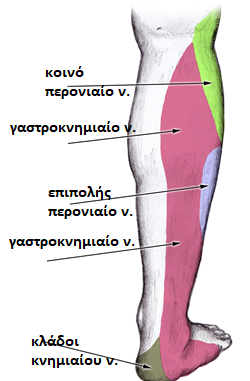 κοινό
περονιαίο ν.
γαστροκνημιαίο ν.
επιπολής
περονιαίο ν.
γαστροκνημιαίο ν.
κλάδοι
κνημιαίου ν.